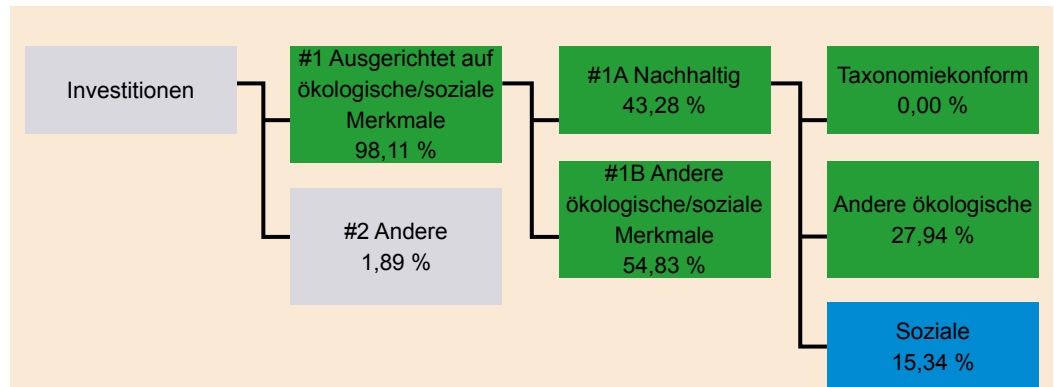 Investitionen
#1 Ausgerichtet auf
ökologische/soziale
Merkmale
98,11 %
#2 Andere
1,89 %
#1A Nachhaltig
43,28 %
#1B Andere
ökologische/soziale
Merkmale
54,83 %
Taxonomiekonform
0,00 %
Andere ökologische
27,94 %
Soziale
15,34 %